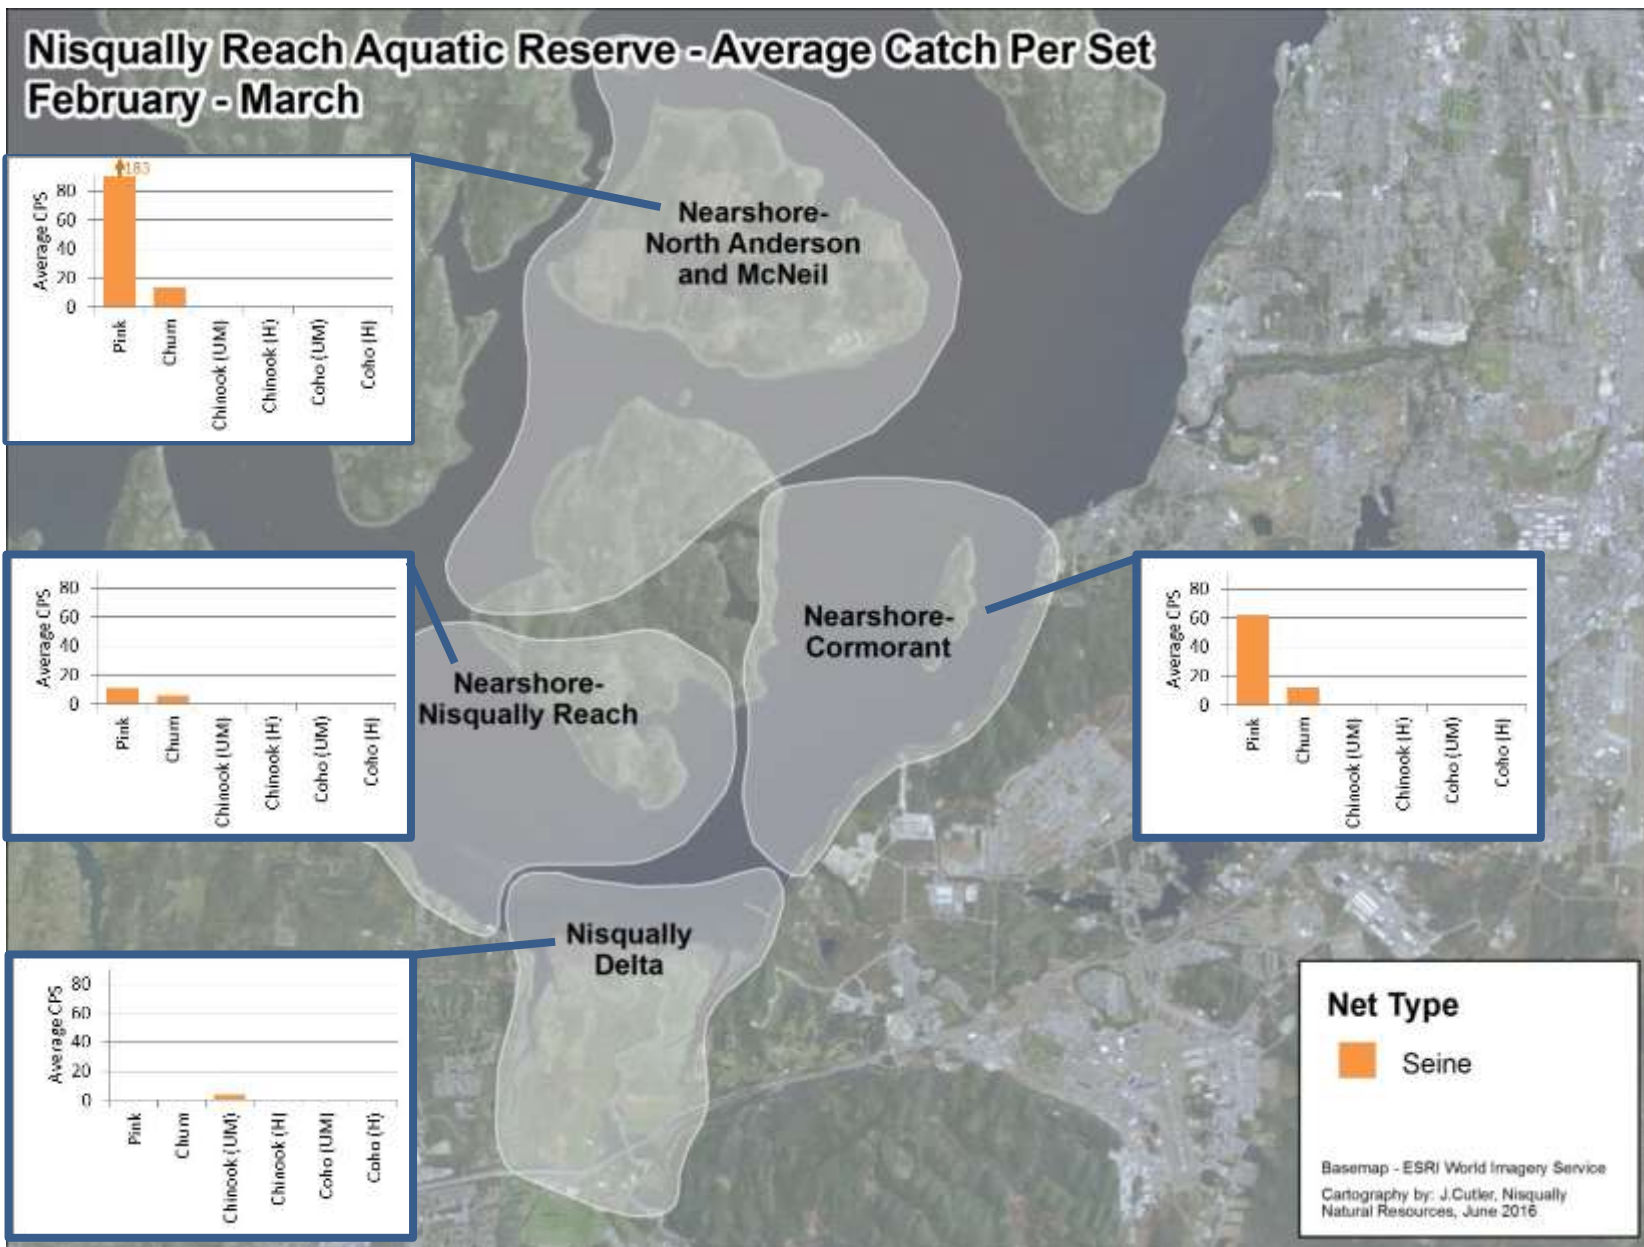 Nisqually Reach Aquatic Reserve - Average Catch Per Set
February - March
183
Average CPS
80
60
40
20
0
Pink
Chum
Chinook (UM)
Chinook (H)
Coho (UM)
Coho (H)
Nearshore-
North Anderson
and McNeil
Average CPS
80
60
40
20
0
Pink
Chum
Chinook (UM)
Chinook (H)
Coho (UM)
Coho (H)
Nearshore-
Nisqually Reach
Nearshore-
Cormorant
Average CPS
80
60
40
20
0
Pink
Chum
Chinook (UM)
Chinook (H)
Coho (UM)
Coho (H)
Nisqually
Delta
Average CPS
80
60
40
20
0
Pink
Chum
Chinook (UM)
Chinook (H)
Coho (UM)
Coho (H)
Net Type
Seine
Basemap - ESRI World Imagery Service
Cartography by: J.Cutler, Nisqually
Natural Resources, June 2016